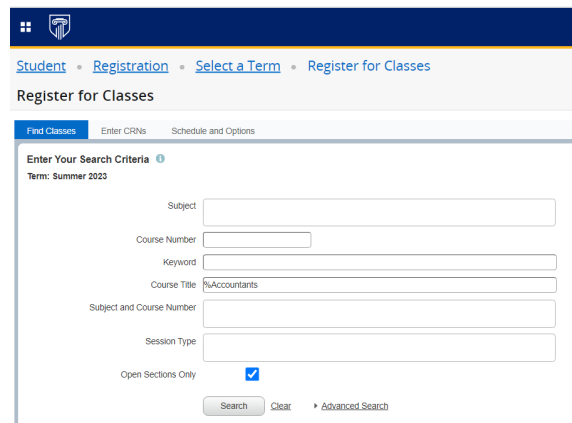 Student • Registration • Select a Term • Register for Classes
Register for Classes
Find Classes Enter CRNs Schedule and Options
Enter Your Search Criteria
Term: Summer 2023
Subject
Course Number
Keyword
Course Title %Accountants
Subject and Course Number
Session Type
Open Sections Only
Search Clear Advanced Search